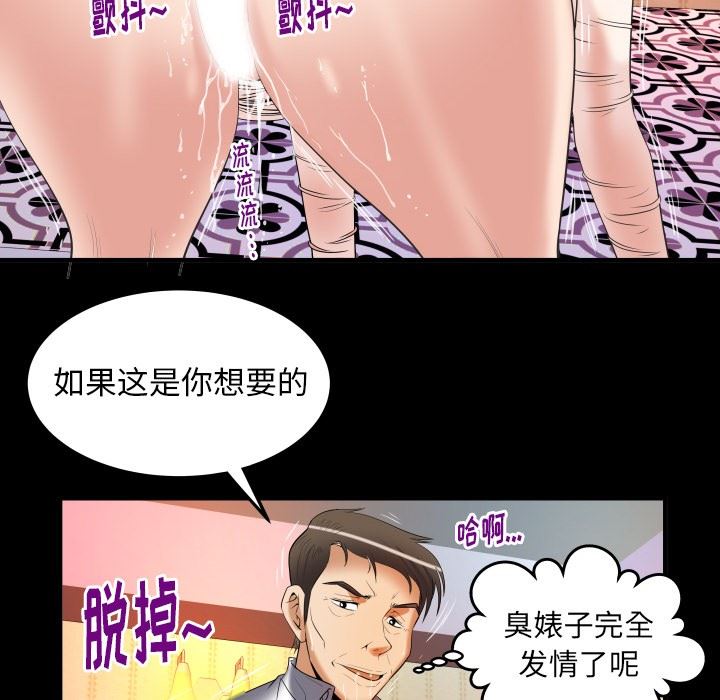 颤抖~
颤抖~
流流流...
如果这是你想要的
哈啊...
脱掉~
臭婊子完全
发情了呢